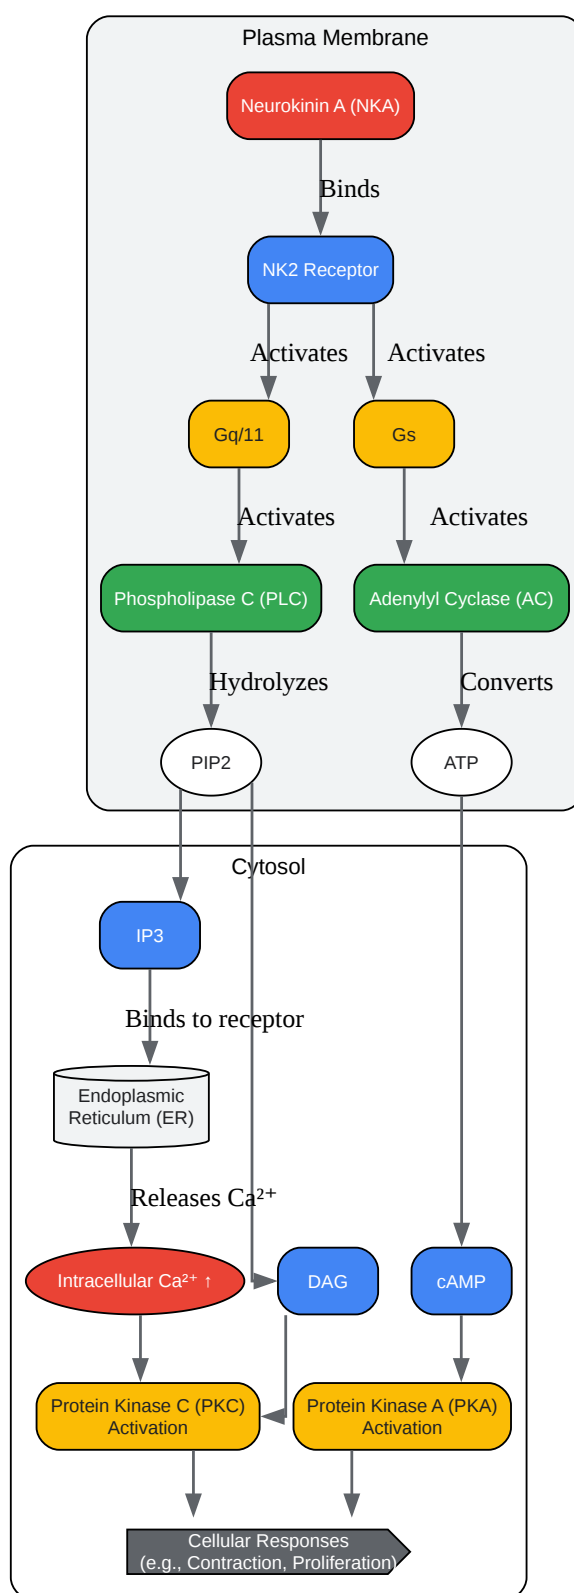 Plasma Membrane
Neurokinin A (NKA)
Binds
NK2 Receptor
Activates
Activates
Gq/11
Gs
Activates
Activates
Phospholipase C (PLC)
Adenylyl Cyclase (AC)
Hydrolyzes
Converts
PIP2
ATP
Cytosol
IP3
Binds to receptor
Endoplasmic
Reticulum (ER)
Releases Ca²⁺
Intracellular Ca²⁺ ↑
DAG
cAMP
Protein Kinase C (PKC)
Activation
Protein Kinase A (PKA)
Activation
Cellular Responses
(e.g., Contraction, Proliferation)